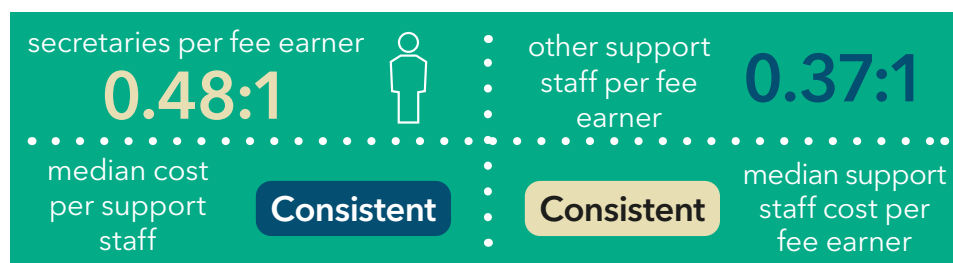 secretaries per fee earner
0.48:1
other support
staff per fee
earner
0.37:1
median cost
per support
staff
Consistent
Consistent
median support
staff cost per
fee earner